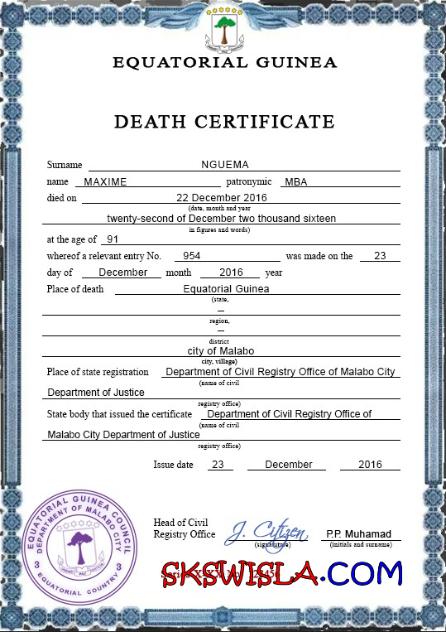 EQUATORIAL GUINEA
DEATH CERTIFICATE
Surname NGUEMA
name MAXIME patronymic MBA
died on 22 December 2016
(date, month and year
twenty-second of December two thousand sixteen
in figures and words)
at the age of 91
whereof a relevant entry No. 954 was made on the 23
day of December month 2016 year
Place of death Equatorial Guinea
(state,
—
region,
—
district
city of Malabo
city, village)
Place of state registration Department of Civil Registry Office of Malabo City
(name of civil
Department of Justice
registry office)
State body that issued the certificate Department of Civil Registry Office of
(name of civil
Malabo City Department of Justice
registry office)
Issue date 23 December 2016
EQUATORIAL GUINEA COUNCIL
DEPARTMENT OF MALABO CITY
3 EQUATORIAL COUNTRY 3
Head of Civil
Registry Office J. Citizen P.P. Muhamad
(signature) (initials and surname)
SKSWISLA.COM